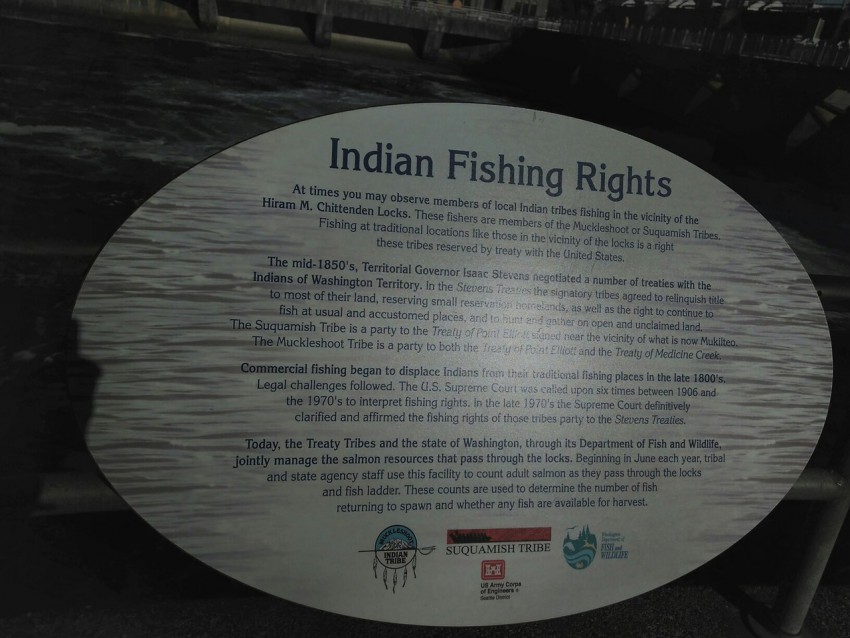 Indian Fishing Rights
At times you may observe members of local Indian tribes fishing in the vicinity of the
Hiram M. Chittenden Locks. These fishers are members of the Muckleshoot or Suquamish Tribes.
Fishing at traditional locations like those in the vicinity of the locks is a right
these tribes reserved by treaty with the United States.
The mid-1850's, Territorial Governor Isaac Stevens negotiated a number of treaties with the
Indians of Washington Territory. In the Stevens Treaties the signatory tribes agreed to relinquish title
to most of their land, reserving small reservation homelands, as well as the right to continue to
fish at usual and accustomed places, and to hunt and gather on open and unclaimed land.
The Suquamish Tribe is a party to the Treaty of Point Elliott signed near the vicinity of what is now Mukilteo.
The Muckleshoot Tribe is a party to both the Treaty of Point Elliott and the Treaty of Medicine Creek.
Commercial fishing began to displace Indians from their traditional fishing places in the late 1800's.
Legal challenges followed. The U.S. Supreme Court was called upon six times between 1906 and
the 1970's to interpret fishing rights. In the late 1970's the Supreme Court definitively
clarified and affirmed the fishing rights of those tribes party to the Stevens Treaties.
Today, the Treaty Tribes and the state of Washington, through its Department of Fish and Wildlife,
jointly manage the salmon resources that pass through the locks. Beginning in June each year, tribal
and state agency staff use this facility to count adult salmon as they pass through the locks
and fish ladder. These counts are used to determine the number of fish
returning to spawn and whether any fish are available for harvest.
MUCKLESHOOT
INDIAN
TRIBE
SUQUAMISH TRIBE
US Army Corps
of Engineers
Seattle District
Washington
Department of
FISH and
WILDLIFE